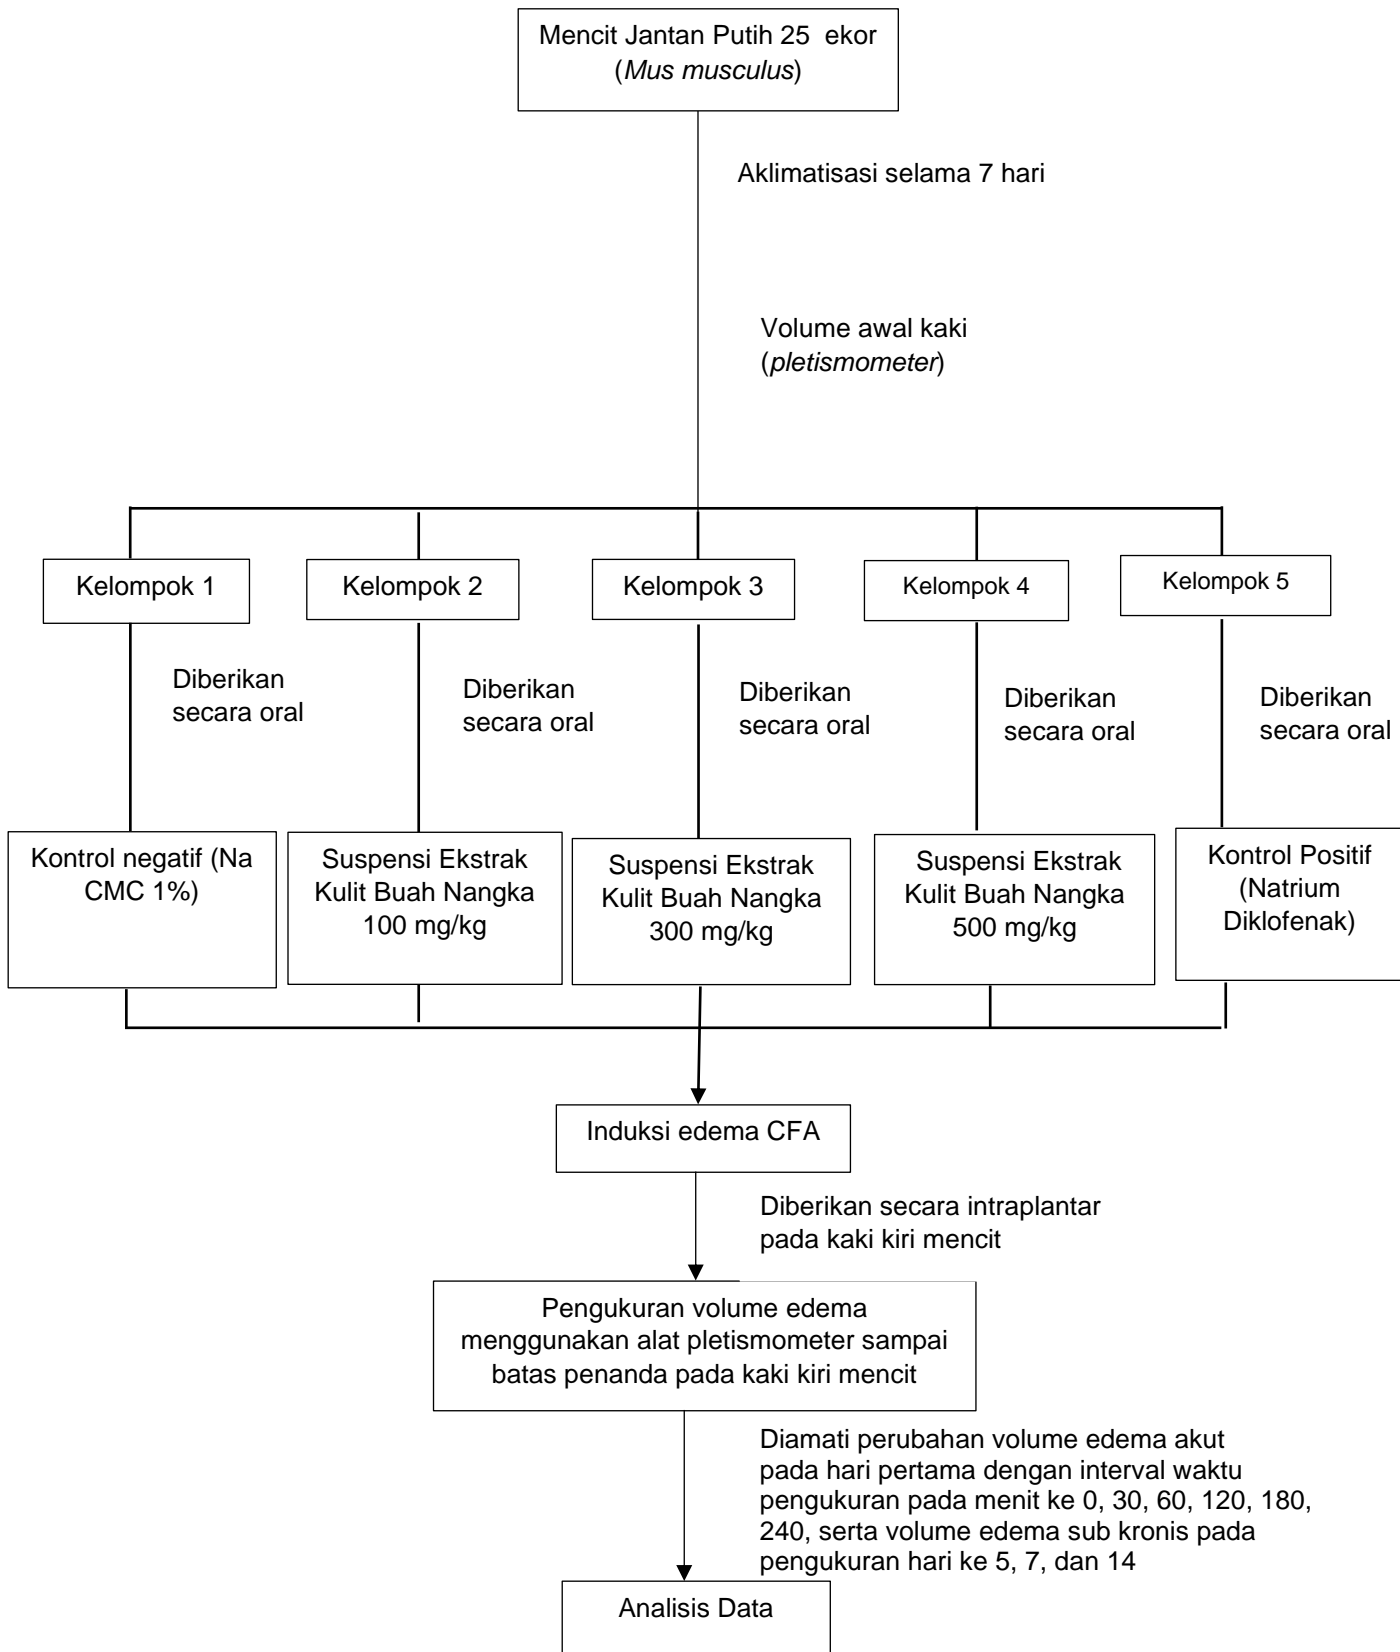 Mencit Jantan Putih 25 ekor
(Mus musculus)
Aklimatisasi selama 7 hari
Volume awal kaki
(pletismometer)
Kelompok 1
Kelompok 2
Kelompok 3
Kelompok 4
Kelompok 5
Diberikan
secara oral
Diberikan
secara oral
Diberikan
secara oral
Diberikan
secara oral
Diberikan
secara oral
Kontrol negatif (Na
CMC 1%)
Suspensi Ekstrak
Kulit Buah Nangka
100 mg/kg
Suspensi Ekstrak
Kulit Buah Nangka
300 mg/kg
Suspensi Ekstrak
Kulit Buah Nangka
500 mg/kg
Kontrol Positif
(Natrium
Diklofenak)
Induksi edema CFA
Diberikan secara intraplantar
pada kaki kiri mencit
Pengukuran volume edema
menggunakan alat pletismometer sampai
batas penanda pada kaki kiri mencit
Diamati perubahan volume edema akut
pada hari pertama dengan interval waktu
pengukuran pada menit ke 0, 30, 60, 120, 180,
240, serta volume edema sub kronis pada
pengukuran hari ke 5, 7, dan 14
Analisis Data